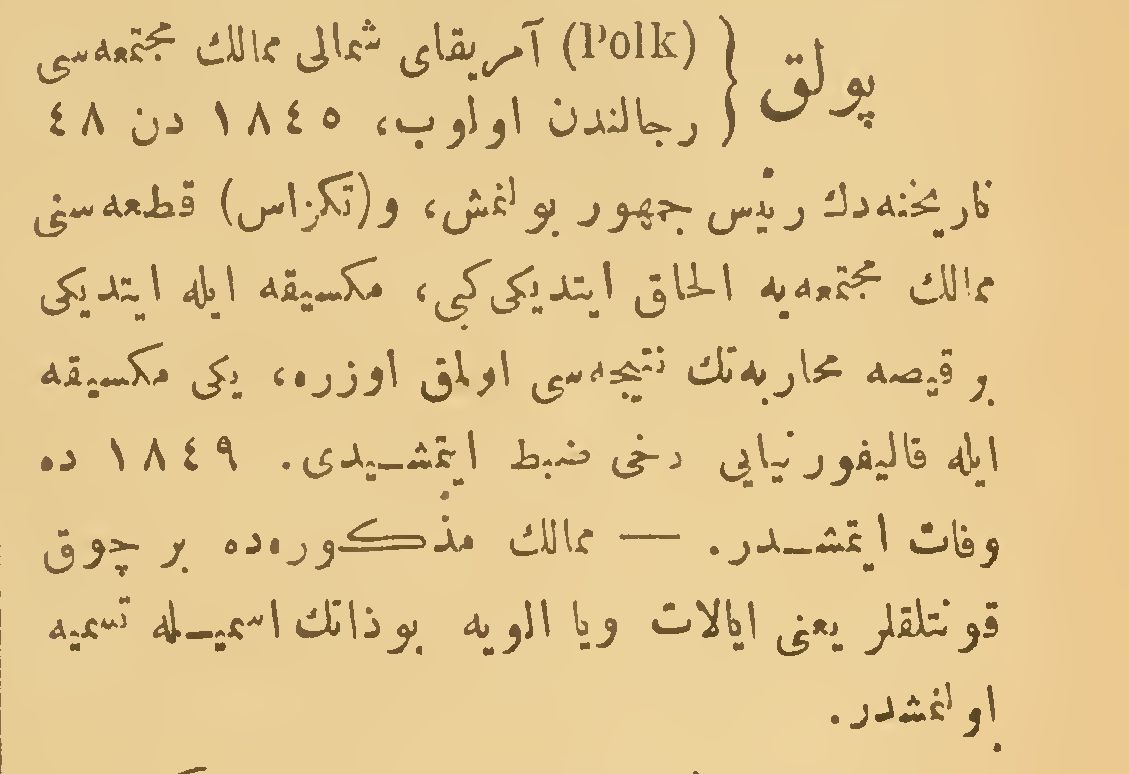 پولق { (Polk) آمریقای شمالی ممالك مجتمعه‌سی
رجالندن اولوب، ١٨٤٥ دن ٤٨
تاریخنه‌دك رئیس جمهور بولنمش، و(تكزاس) قطعه‌سنی
ممالك مجتمعه‌یه الحاق ایتدیكی كبی، مكسیقه ایله ایتدیكی
بر قیصه محاربه‌نك نتیجه‌سی اولمق اوزره، یكی مكسیقه
ایله قالیفورنیایی دخی ضبط ایتمشیدی. ١٨٤٩ ده
وفات ایتمشدر. — ممالك مذكوره‌ده بر چوق
قونتلقلر یعنی ایالات ویا الویه بو ذاتك اسمیله تسمیه
اولنمشدر.